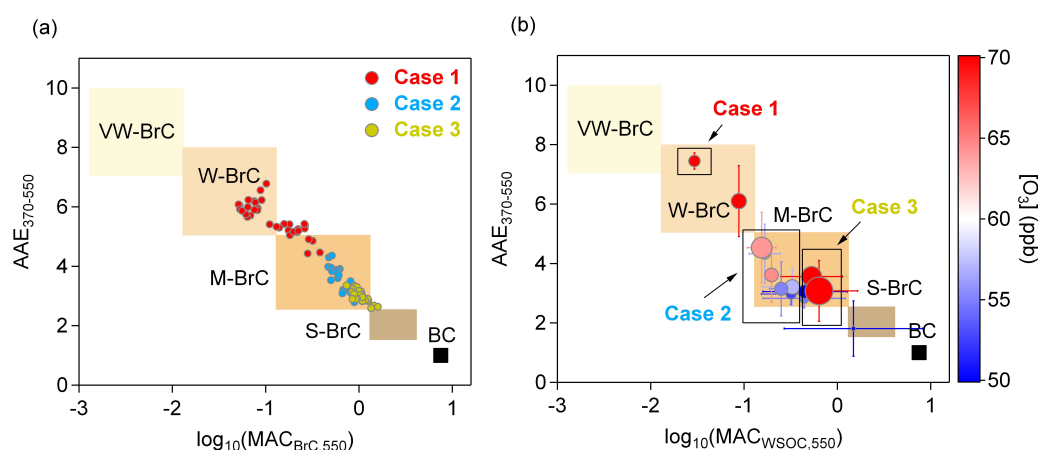 (a)
Case 1
Case 2
Case 3
VW-BrC
W-BrC
M-BrC
S-BrC
BC
10
8
6
4
2
0
AAE370-550
-3
-2
-1
0
1
log10(MACBrC,550)
(b)
Case 1
VW-BrC
W-BrC
M-BrC
Case 3
Case 2
S-BrC
BC
10
8
6
4
2
0
AAE370-550
-3
-2
-1
0
1
log10(MACWSOC,550)
70
65
60
55
50
[O3] (ppb)